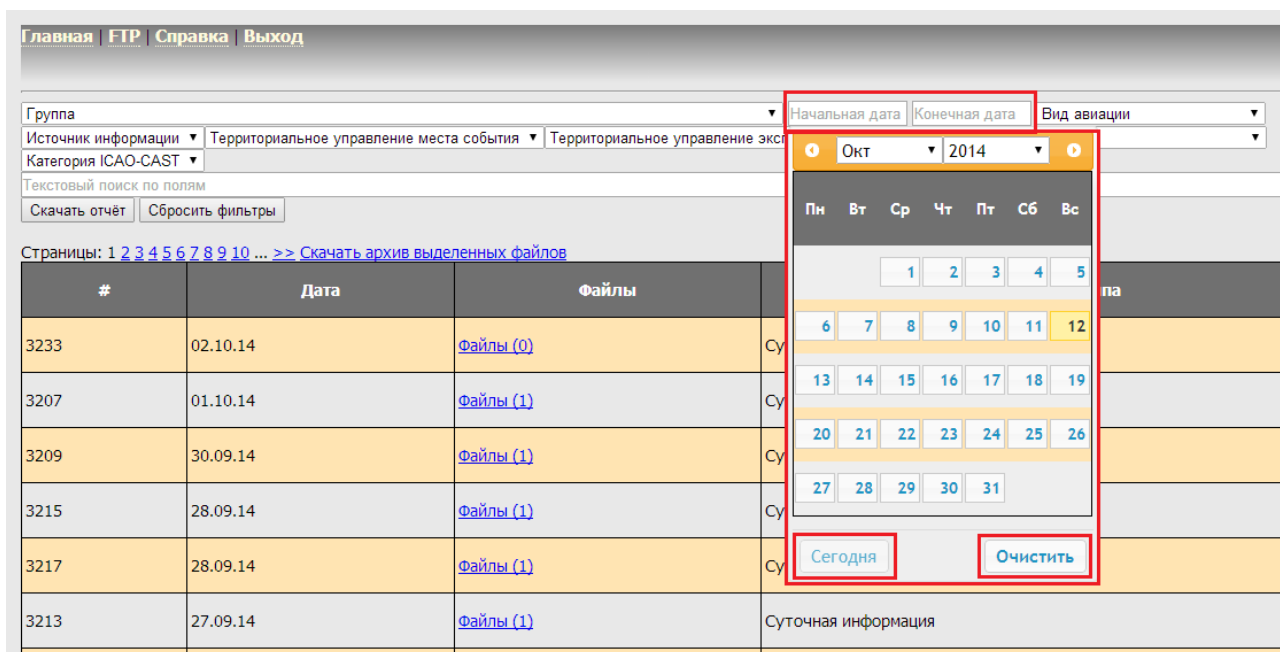 Главная | FTP | Справка | Выход
Группа Начальная дата Конечная дата Вид авиации
Источник информации Территориальное управление места события Территориальное управление
Категория ICAO-CAST
Текстовый поиск по полям
Скачать отчёт Сбросить фильтры
Окт 2014
Пн Вт Ср Чт Пт Сб Вс
1 2 3 4 5
6 7 8 9 10 11 12
13 14 15 16 17 18 19
20 21 22 23 24 25 26
27 28 29 30 31
Сегодня Очистить
Страницы: 1 2 3 4 5 6 7 8 9 10 ... >> Скачать архив выделенных файлов
# Дата Файлы па
3233 02.10.14 Файлы (0) Су
3207 01.10.14 Файлы (1) Су
3209 30.09.14 Файлы (1) Су
3215 28.09.14 Файлы (1) Су
3217 28.09.14 Файлы (1) Су
3213 27.09.14 Файлы (1) Суточная информация